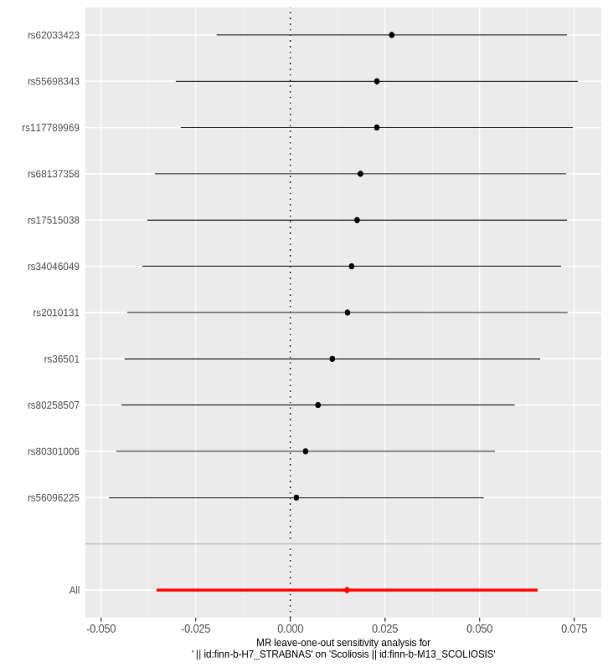 rs62033423
rs55698343
rs117789969
rs68137358
rs17515038
rs34046049
rs2010131
rs36501
rs80258507
rs80301006
rs56096225
All
-0.050 -0.025 0.000 0.025 0.050 0.075
MR leave-one-out sensitivity analysis for
' || id:finn-b-H7_STRABNAS' on 'Scoliosis || id:finn-b-M13_SCOLIOSIS'